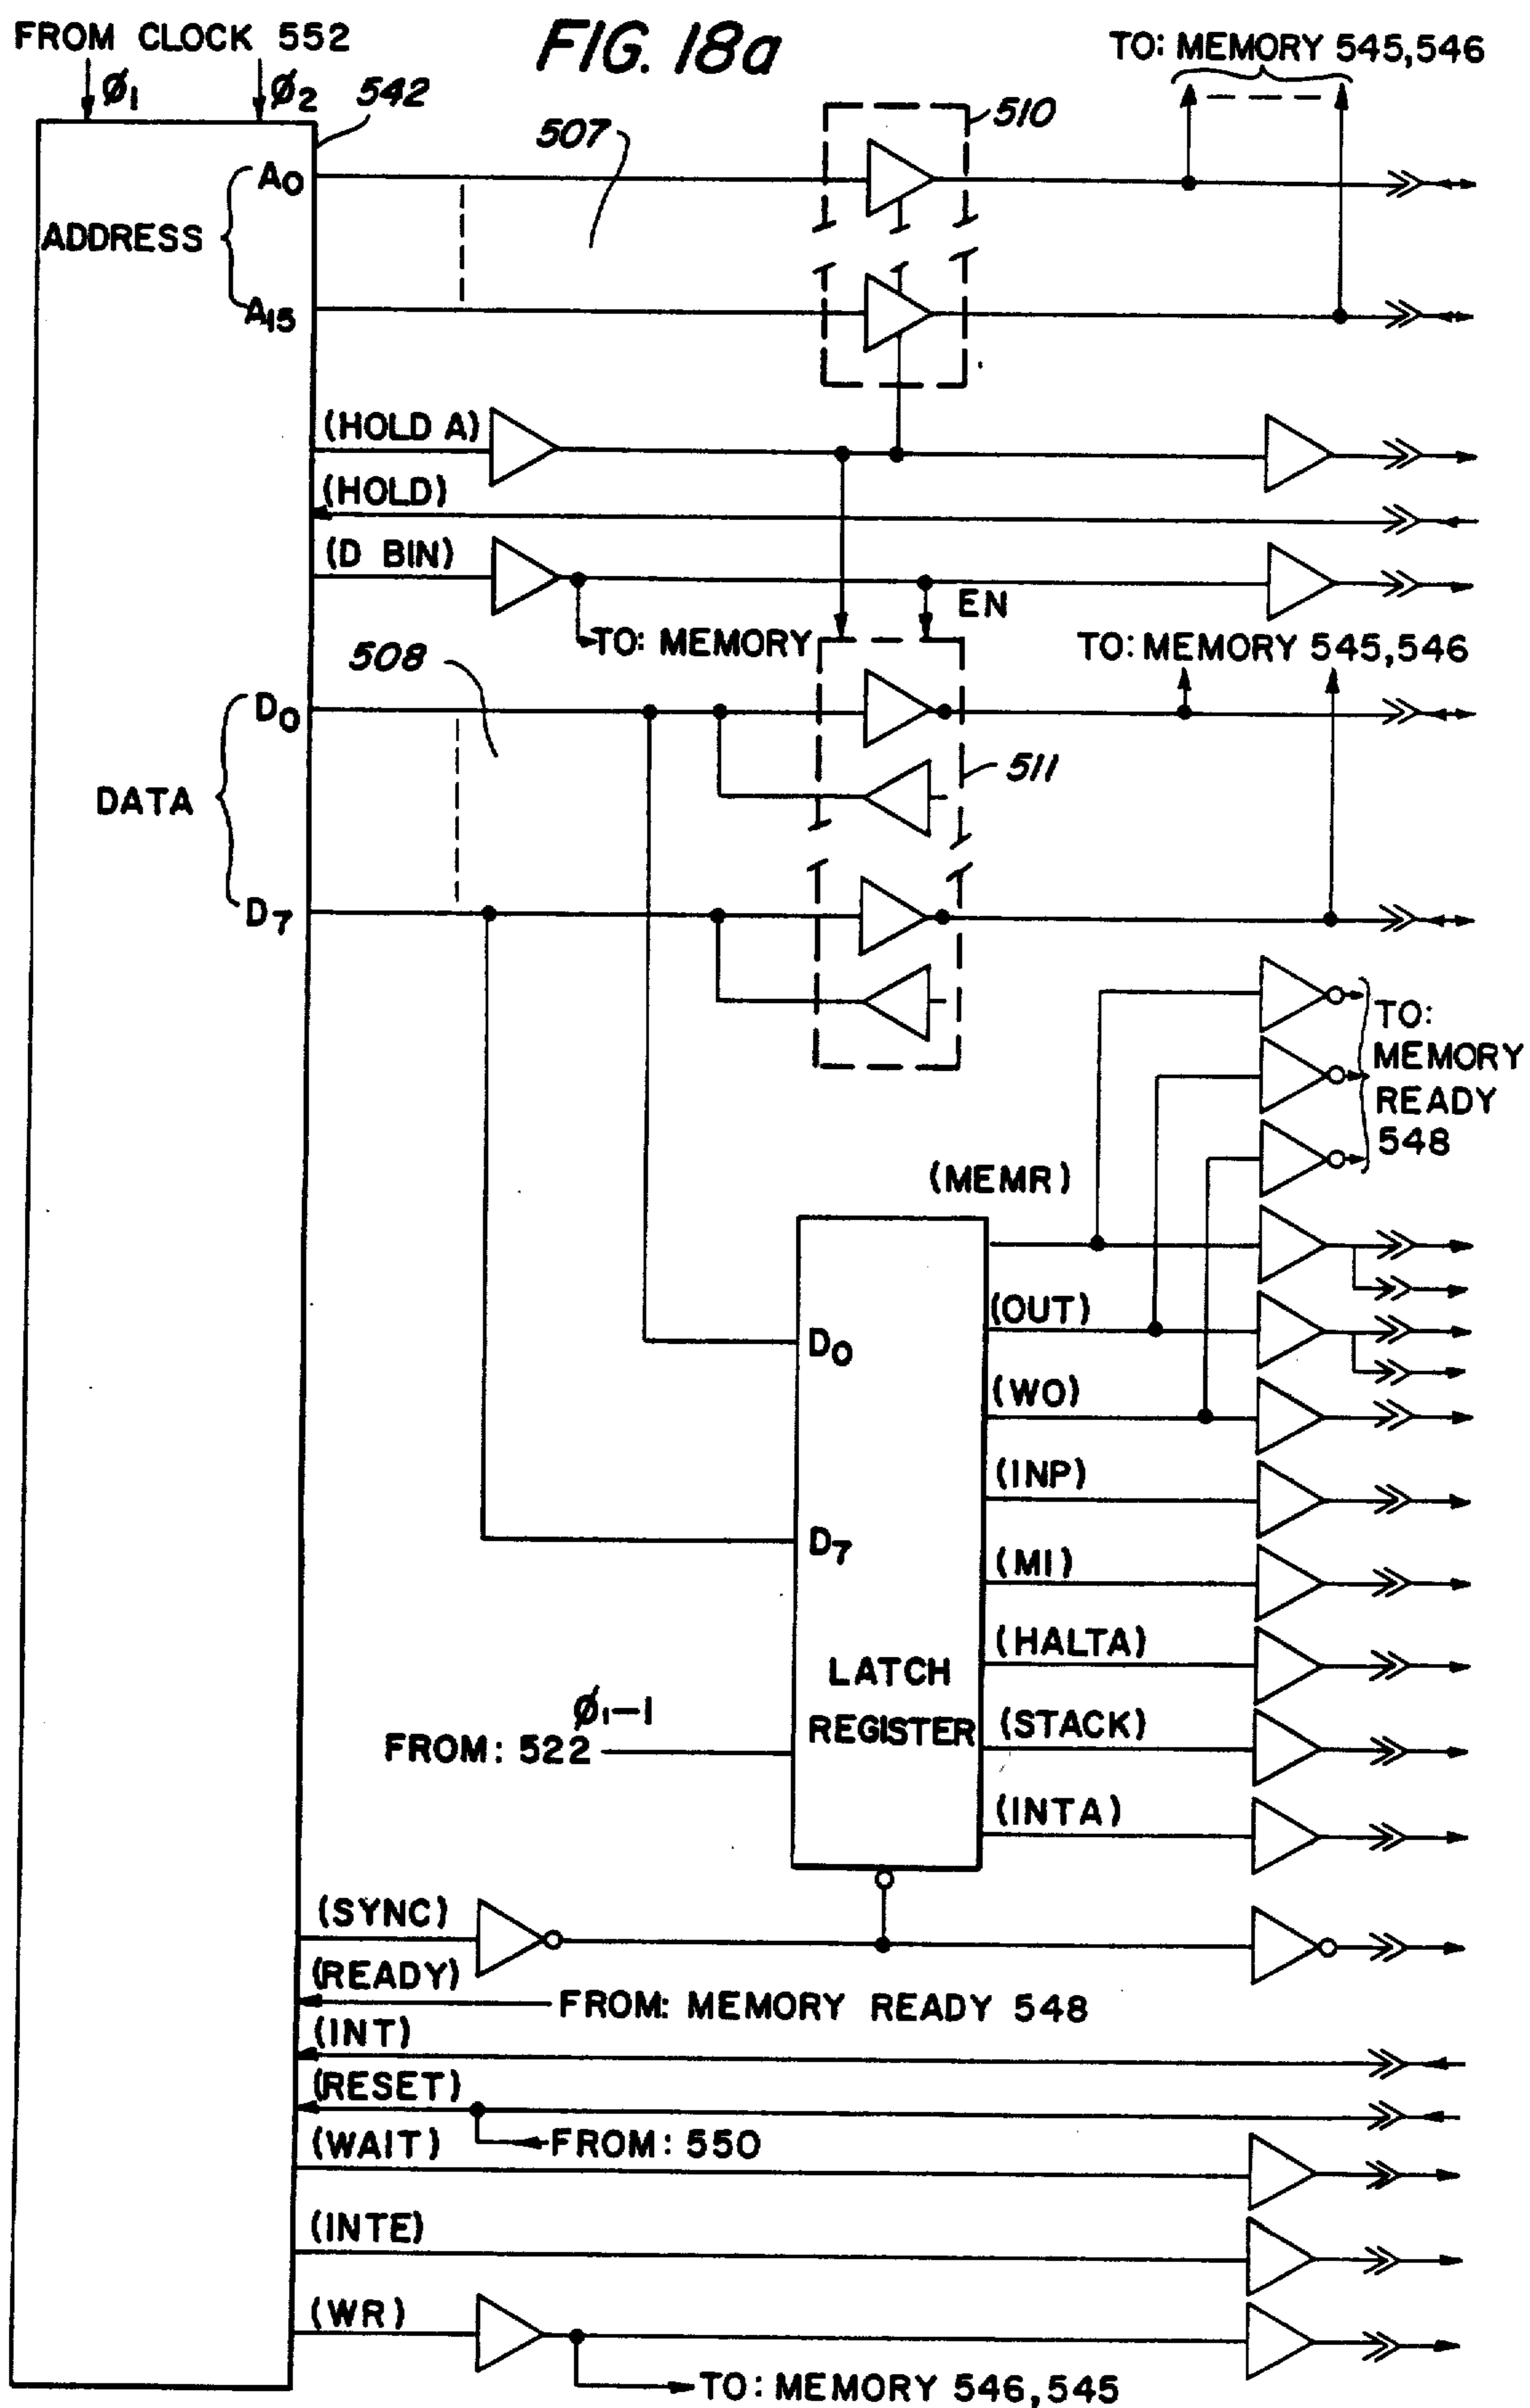 FROM CLOCK 552
FIG. 18a
TO: MEMORY 545,546
Ø1
Ø2
542
510
507
A0
ADDRESS
A15
(HOLD A)
(HOLD)
(D BIN)
EN
TO: MEMORY
TO: MEMORY 545,546
508
D0
511
DATA
D7
TO:
MEMORY
READY
548
(MEMR)
(OUT)
D0
(WO)
(INP)
D7
(MI)
(HALTA)
LATCH
REGISTER
Ø1-1
FROM: 522
(STACK)
(INTA)
(SYNC)
(READY)
FROM: MEMORY READY 548
(INT)
(RESET)
FROM: 550
(WAIT)
(INTE)
(WR)
TO: MEMORY 546,545